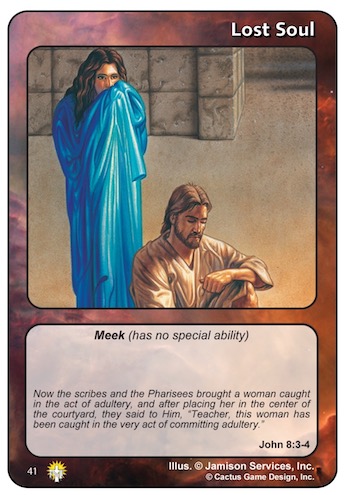 Lost Soul
Meek (has no special ability)
Now the scribes and the Pharisees brought a woman caught
in the act of adultery, and after placing her in the center of
the courtyard, they said to Him, “Teacher, this woman has
been caught in the very act of committing adultery.”
John 8:3-4
41
Illus. © Jamison Services, Inc.
© Cactus Game Design, Inc.